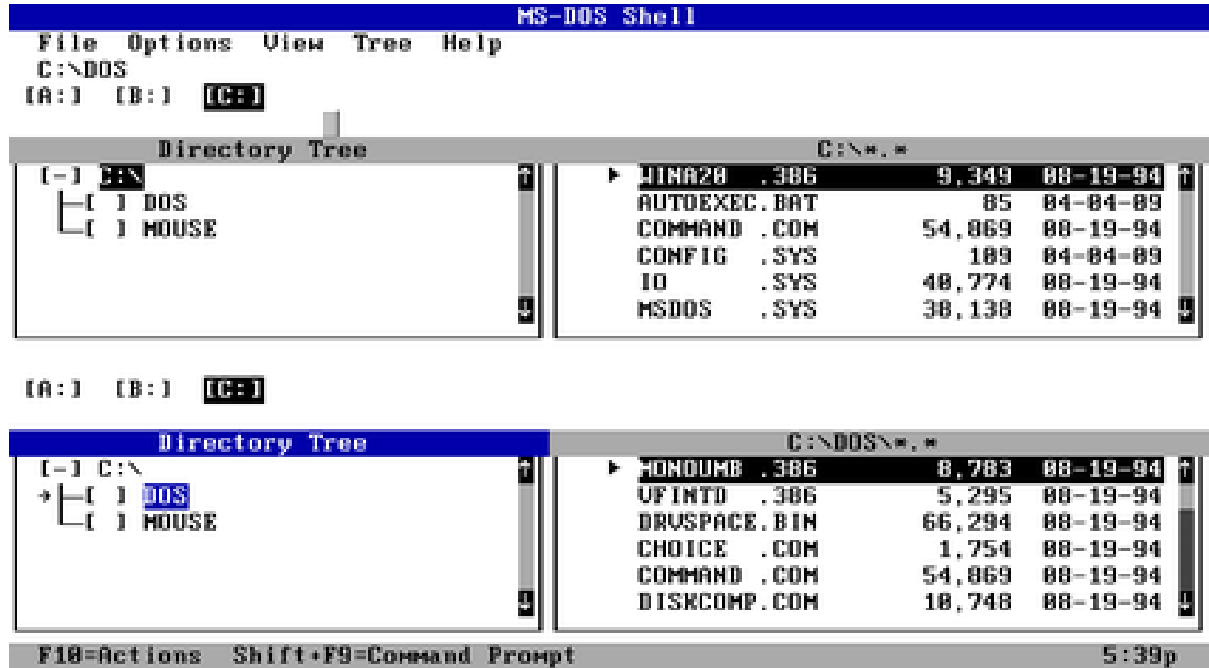 MS-DOS Shell
File Options View Tree Help
C:\DOS
[A:] [B:] [C:]
Directory Tree C:\*.*
[-] C:\ WINA20 .386 9,349 08-19-94
[ ] DOS AUTOEXEC.BAT 85 04-04-09
[ ] MOUSE COMMAND .COM 54,869 08-19-94
CONFIG .SYS 109 04-04-09
IO .SYS 40,774 08-19-94
MSDOS .SYS 38,138 08-19-94
[A:] [B:] [C:]
Directory Tree C:\DOS\*.*
[-] C:\ MONOUMB .386 8,783 08-19-94
[ ] DOS VFINTD .386 5,295 08-19-94
[ ] MOUSE DRVSPACE.BIN 66,294 08-19-94
CHOICE .COM 1,754 08-19-94
COMMAND .COM 54,869 08-19-94
DISKCOMP.COM 10,748 08-19-94
F10=Actions Shift+F9=Command Prompt 5:39p